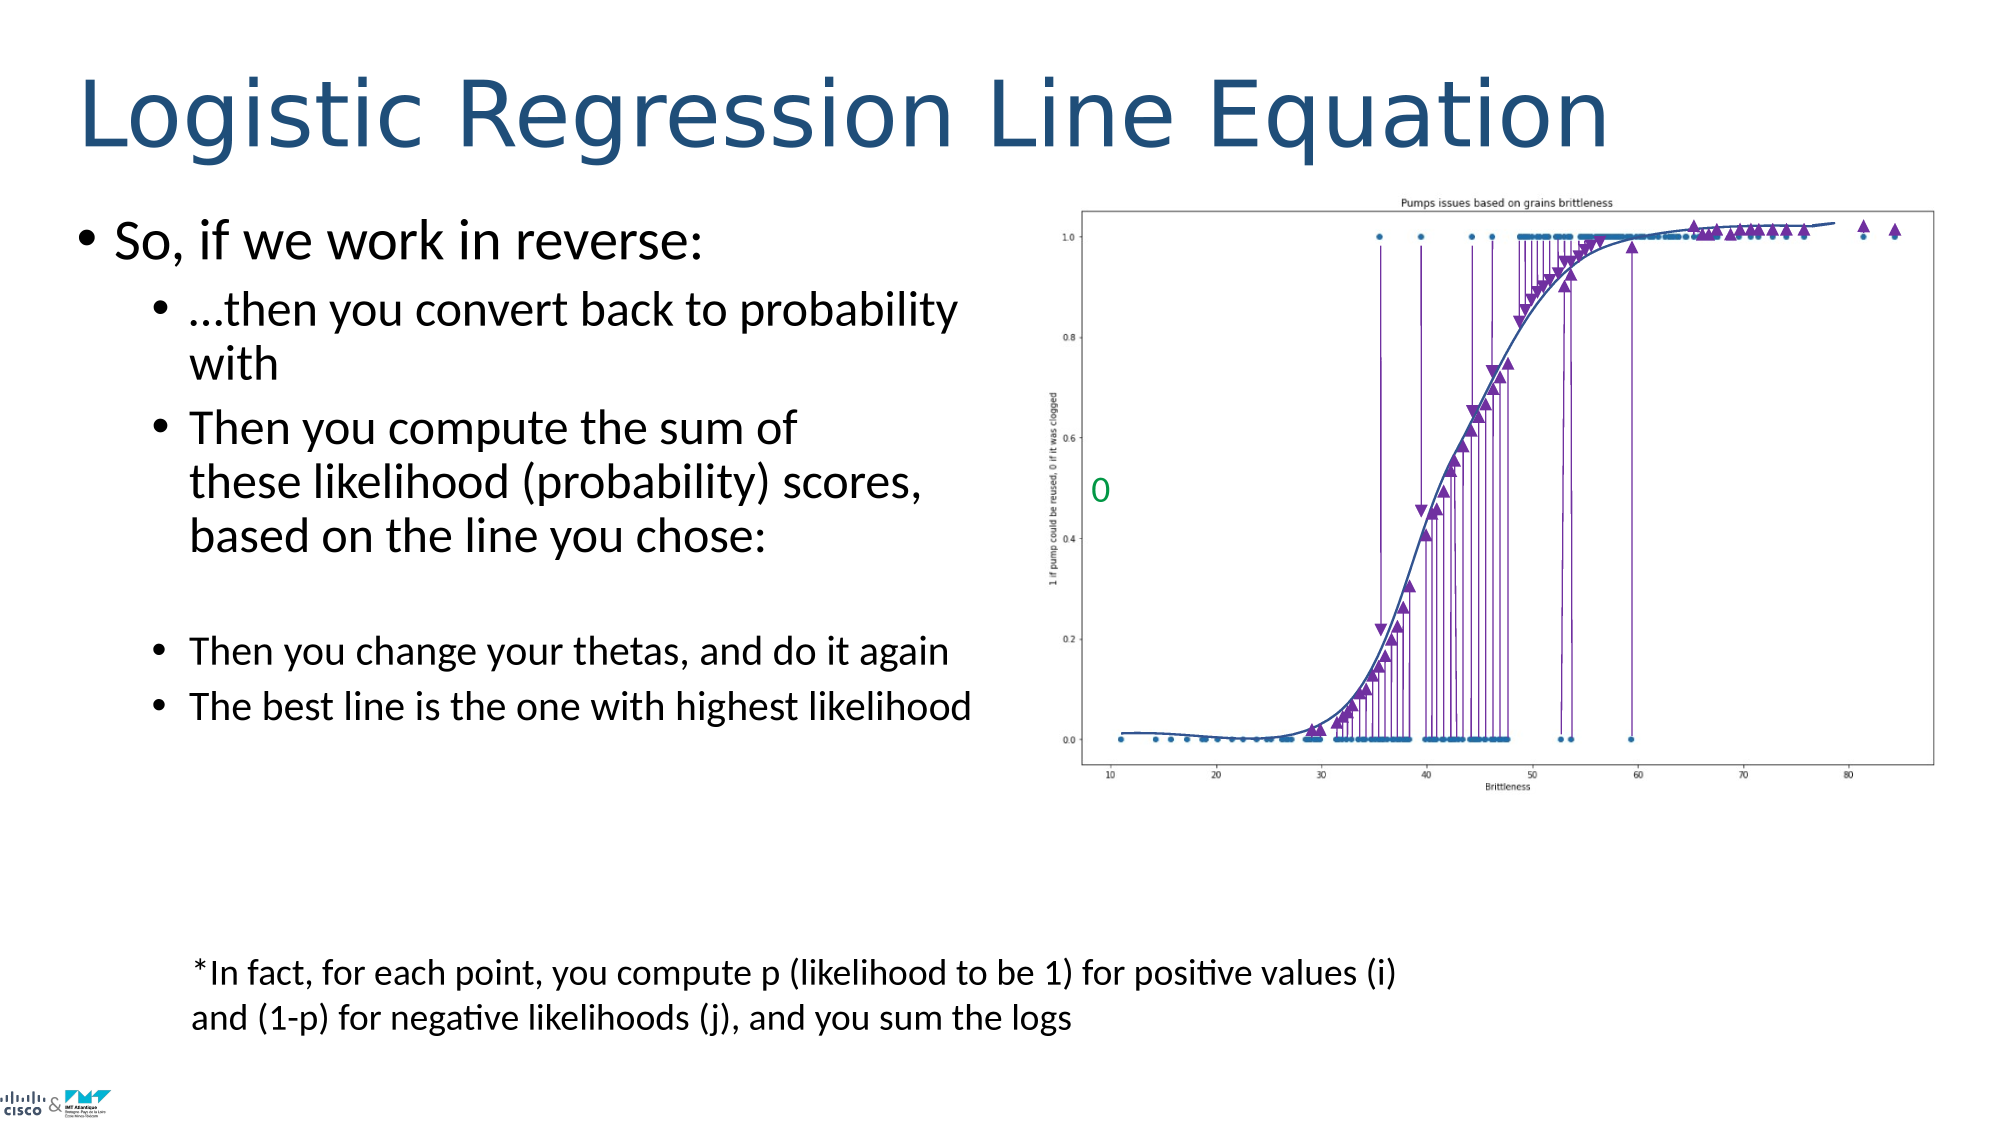 Logistic Regression Line Equation
• So, if we work in reverse:
• …then you convert back to probability
with
• Then you compute the sum of
these likelihood (probability) scores,
based on the line you chose:
• Then you change your thetas, and do it again
• The best line is the one with highest likelihood
Pumps issues based on grains brittleness
1 if pump could be reused, 0 if it was clogged
1.0
0.8
0.6
0
0.4
0.2
0.0
10 20 30 40 50 60 70 80
Brittleness
*In fact, for each point, you compute p (likelihood to be 1) for positive values (i)
and (1-p) for negative likelihoods (j), and you sum the logs
CISCO & IMT Atlantique